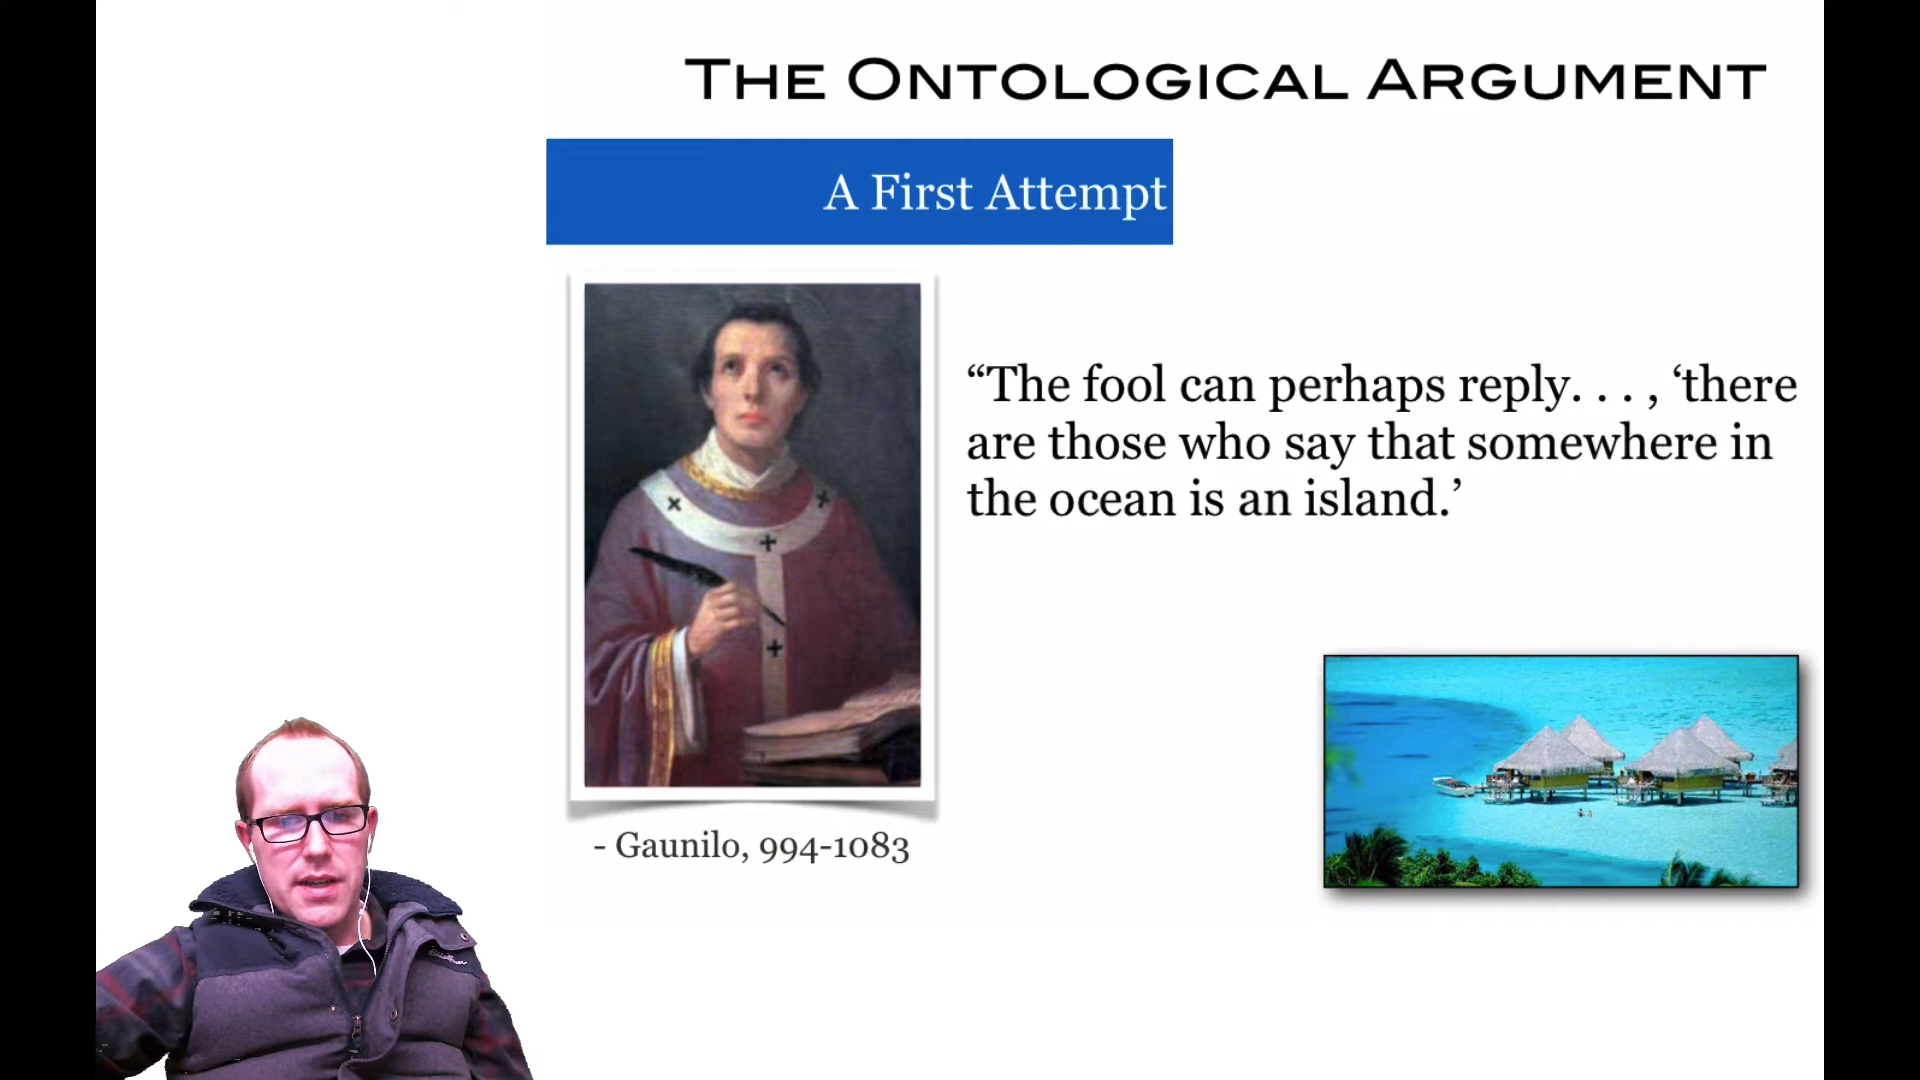 THE ONTOLOGICAL ARGUMENT
A First Attempt
“The fool can perhaps reply. . . , ‘there
are those who say that somewhere in
the ocean is an island.’
- Gaunilo, 994-1083